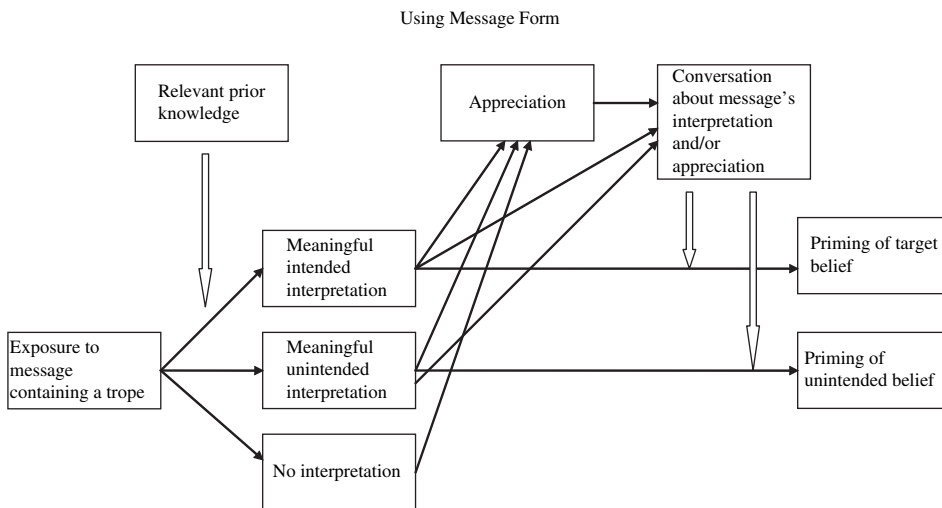 Using Message Form
Relevant prior
knowledge
Appreciation
Conversation
about message's
interpretation
and/or
appreciation
Meaningful
intended
interpretation
Priming of target
belief
Exposure to
message
containing a trope
Meaningful
unintended
interpretation
Priming of
unintended belief
No interpretation